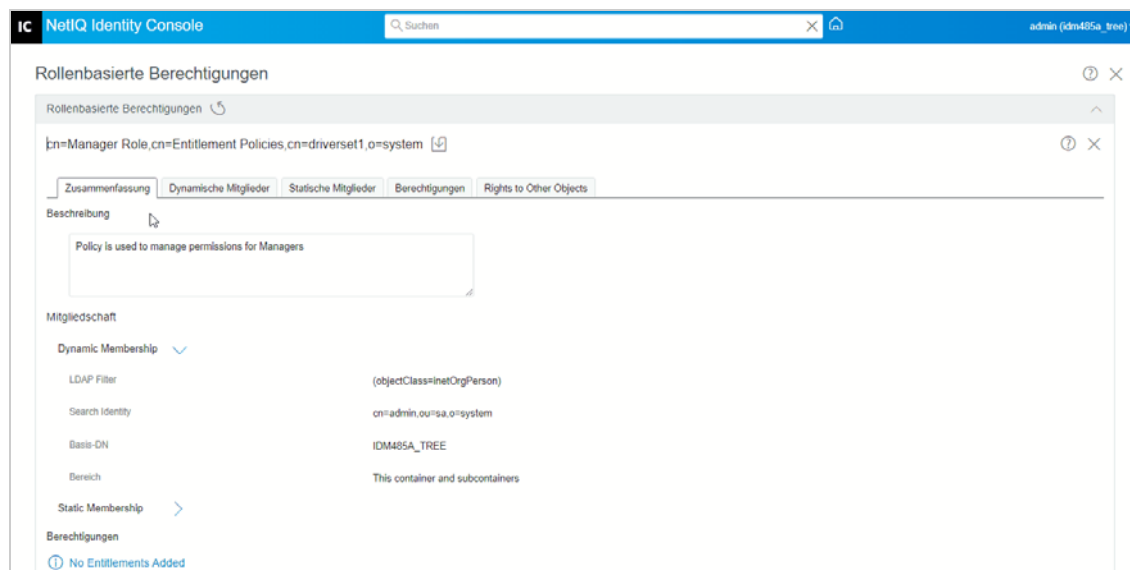 IC NetIQ Identity Console Suchen admin (idm485a_tree)
Rollenbasierte Berechtigungen
Rollenbasierte Berechtigungen
cn=Manager Role,cn=Entitlement Policies,cn=driverset1,o=system
Zusammenfassung Dynamische Mitglieder Statische Mitglieder Berechtigungen Rights to Other Objects
Beschreibung
Policy is used to manage permissions for Managers
Mitgliedschaft
Dynamic Membership
LDAP Filter (objectClass=inetOrgPerson)
Search Identity cn=admin,ou=sa,o=system
Basis-DN IDM485A_TREE
Bereich This container and subcontainers
Static Membership
Berechtigungen
No Entitlements Added